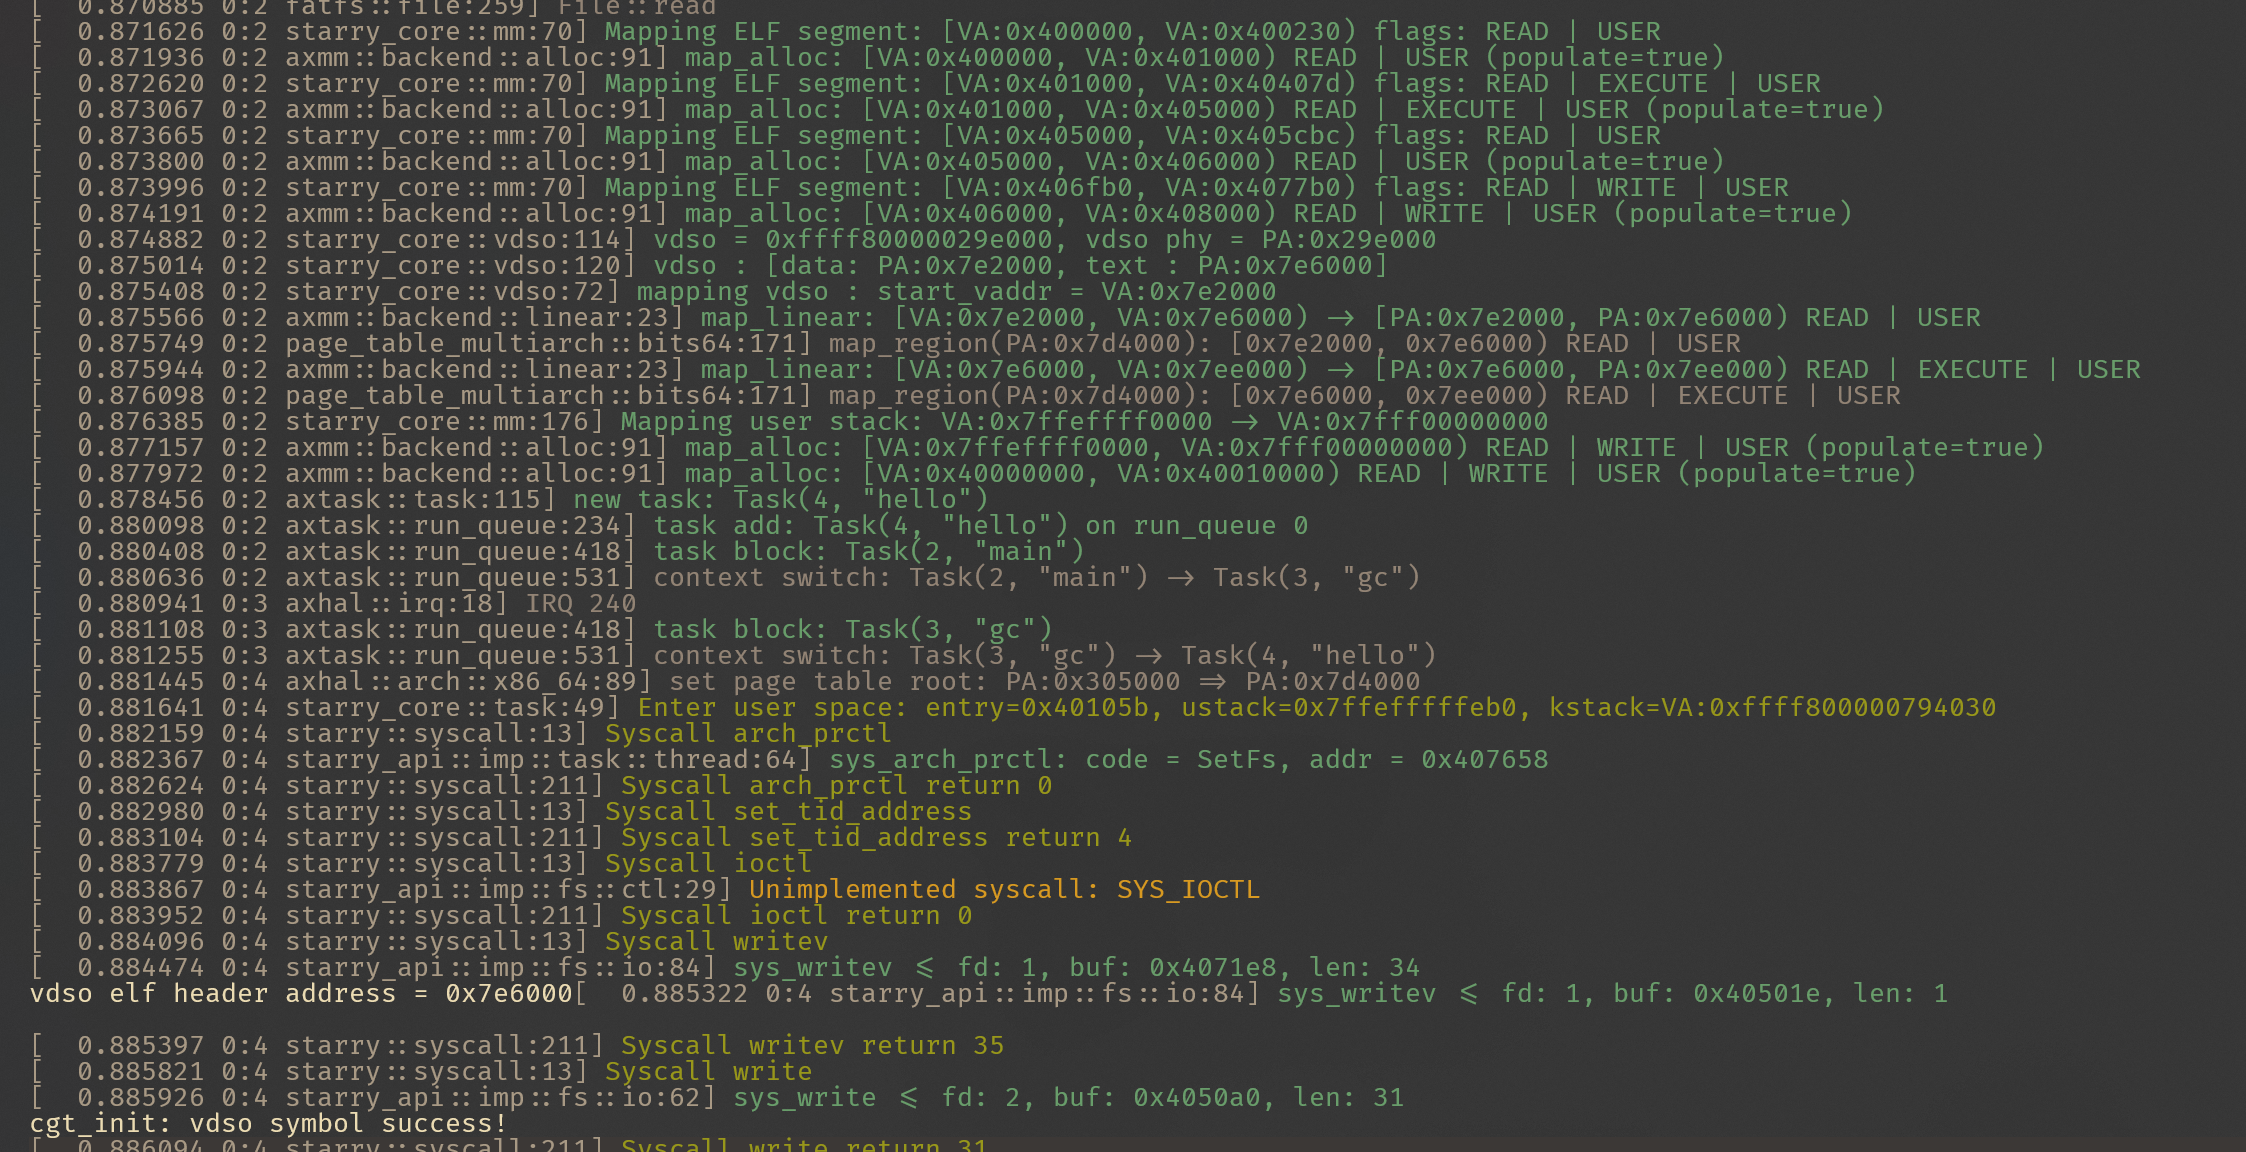 [  0.870885 0:2 fatfs::file:259] File::read
[  0.871626 0:2 starry_core::mm:70] Mapping ELF segment: [VA:0x400000, VA:0x400230) flags: READ | USER
[  0.871936 0:2 axmm::backend::alloc:91] map_alloc: [VA:0x400000, VA:0x401000) READ | USER (populate=true)
[  0.872620 0:2 starry_core::mm:70] Mapping ELF segment: [VA:0x401000, VA:0x40407d) flags: READ | EXECUTE | USER
[  0.873067 0:2 axmm::backend::alloc:91] map_alloc: [VA:0x401000, VA:0x405000) READ | EXECUTE | USER (populate=true)
[  0.873665 0:2 starry_core::mm:70] Mapping ELF segment: [VA:0x405000, VA:0x405cbc) flags: READ | USER
[  0.873800 0:2 axmm::backend::alloc:91] map_alloc: [VA:0x405000, VA:0x406000) READ | USER (populate=true)
[  0.873996 0:2 starry_core::mm:70] Mapping ELF segment: [VA:0x406fb0, VA:0x4077b0) flags: READ | WRITE | USER
[  0.874191 0:2 axmm::backend::alloc:91] map_alloc: [VA:0x406000, VA:0x408000) READ | WRITE | USER (populate=true)
[  0.874882 0:2 starry_core::vdso:114] vdso = 0xffff80000029e000, vdso phy = PA:0x29e000
[  0.875014 0:2 starry_core::vdso:120] vdso : [data: PA:0x7e2000, text : PA:0x7e6000]
[  0.875408 0:2 starry_core::vdso:72] mapping vdso : start_vaddr = VA:0x7e2000
[  0.875566 0:2 axmm::backend::linear:23] map_linear: [VA:0x7e2000, VA:0x7e6000) -> [PA:0x7e2000, PA:0x7e6000) READ | USER
[  0.875749 0:2 page_table_multiarch::bits64:171] map_region(PA:0x7d4000): [0x7e2000, 0x7e6000) READ | USER
[  0.875944 0:2 axmm::backend::linear:23] map_linear: [VA:0x7e6000, VA:0x7ee000) -> [PA:0x7e6000, PA:0x7ee000) READ | EXECUTE | USER
[  0.876098 0:2 page_table_multiarch::bits64:171] map_region(PA:0x7d4000): [0x7e6000, 0x7ee000) READ | EXECUTE | USER
[  0.876385 0:2 starry_core::mm:176] Mapping user stack: VA:0x7ffeffff0000 -> VA:0x7fff00000000
[  0.877157 0:2 axmm::backend::alloc:91] map_alloc: [VA:0x7ffeffff0000, VA:0x7fff00000000) READ | WRITE | USER (populate=true)
[  0.877972 0:2 axmm::backend::alloc:91] map_alloc: [VA:0x40000000, VA:0x40010000) READ | WRITE | USER (populate=true)
[  0.878456 0:2 axtask::task:115] new task: Task(4, "hello")
[  0.880098 0:2 axtask::run_queue:234] task add: Task(4, "hello") on run_queue 0
[  0.880408 0:2 axtask::run_queue:418] task block: Task(2, "main")
[  0.880636 0:2 axtask::run_queue:531] context switch: Task(2, "main") -> Task(3, "gc")
[  0.880941 0:3 axhal::irq:18] IRQ 240
[  0.881108 0:3 axtask::run_queue:418] task block: Task(3, "gc")
[  0.881255 0:3 axtask::run_queue:531] context switch: Task(3, "gc") -> Task(4, "hello")
[  0.881445 0:4 axhal::arch::x86_64:89] set page table root: PA:0x305000 => PA:0x7d4000
[  0.881641 0:4 starry_core::task:49] Enter user space: entry=0x40105b, ustack=0x7ffefffffeb0, kstack=VA:0xffff800000794030
[  0.882159 0:4 starry::syscall:13] Syscall arch_prctl
[  0.882367 0:4 starry_api::imp::task::thread:64] sys_arch_prctl: code = SetFs, addr = 0x407658
[  0.882624 0:4 starry::syscall:211] Syscall arch_prctl return 0
[  0.882980 0:4 starry::syscall:13] Syscall set_tid_address
[  0.883104 0:4 starry::syscall:211] Syscall set_tid_address return 4
[  0.883779 0:4 starry::syscall:13] Syscall ioctl
[  0.883867 0:4 starry_api::imp::fs::ctl:29] Unimplemented syscall: SYS_IOCTL
[  0.883952 0:4 starry::syscall:211] Syscall ioctl return 0
[  0.884096 0:4 starry::syscall:13] Syscall writev
[  0.884474 0:4 starry_api::imp::fs::io:84] sys_writev <= fd: 1, buf: 0x4071e8, len: 34
vdso elf header address = 0x7e6000[  0.885322 0:4 starry_api::imp::fs::io:84] sys_writev <= fd: 1, buf: 0x40501e, len: 1
[  0.885397 0:4 starry::syscall:211] Syscall writev return 35
[  0.885821 0:4 starry::syscall:13] Syscall write
[  0.885926 0:4 starry_api::imp::fs::io:62] sys_write <= fd: 2, buf: 0x4050a0, len: 31
cgt_init: vdso symbol success!
[  0.886094 0:4 starry::syscall:211] Syscall write return 31